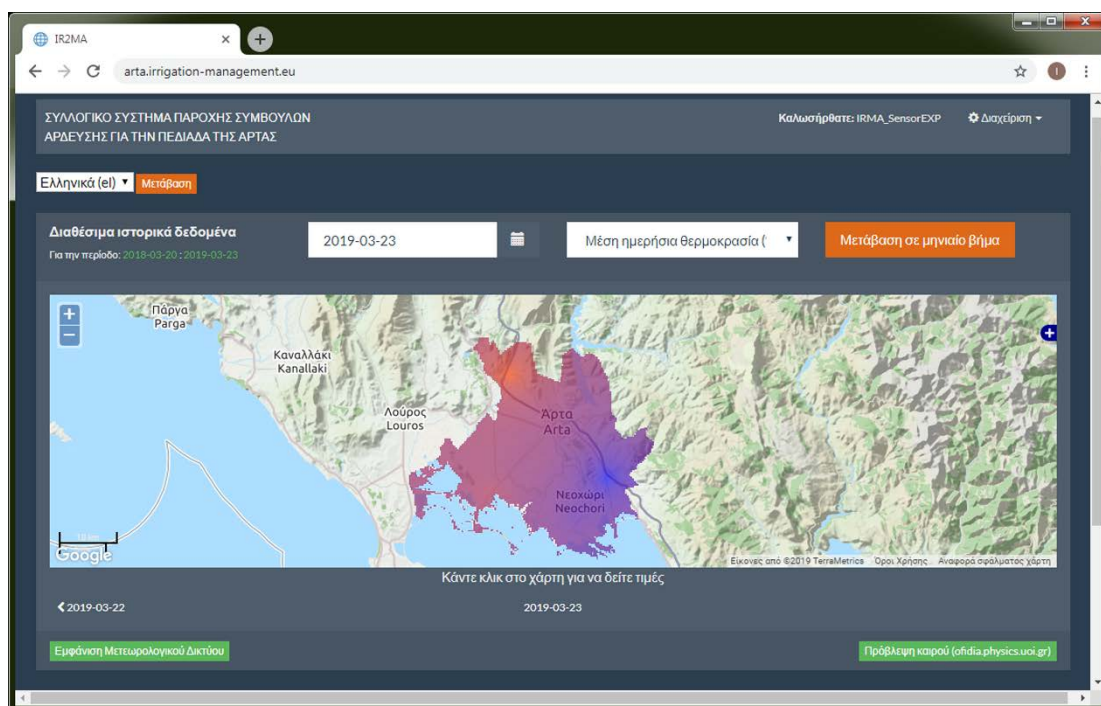 IR2MA
arta.irrigation-management.eu
I
ΣΥΛΛΟΓΙΚΟ ΣΥΣΤΗΜΑ ΠΑΡΟΧΗΣ ΣΥΜΒΟΥΛΩΝ
ΑΡΔΕΥΣΗΣ ΓΙΑ ΤΗΝ ΠΕΔΙΑΔΑ ΤΗΣ ΑΡΤΑΣ
Καλωσήρθατε: IRMA_SensorEXP
Διαχείριση
Ελληνικά (el)
Μετάβαση
Διαθέσιμα ιστορικά δεδομένα
Για την περίοδο: 2018-03-20 : 2019-03-23
2019-03-23
Μέση ημερήσια θερμοκρασία (
Μετάβαση σε μηνιαίο βήμα
Πάργα
Parga
Καναλλάκι
Kanallaki
Λούρος
Louros
Άρτα
Arta
Νεοχώρι
Neochori
10 km
Google
Εικόνες από ©2019 TerraMetrics
Όροι Χρήσης
Αναφορά σφάλματος χάρτη
Κάντε κλικ στο χάρτη για να δείτε τιμές
2019-03-22
2019-03-23
Εμφάνιση Μετεωρολογικού Δικτύου
Πρόβλεψη καιρού (ofidia.physics.uoi.gr)